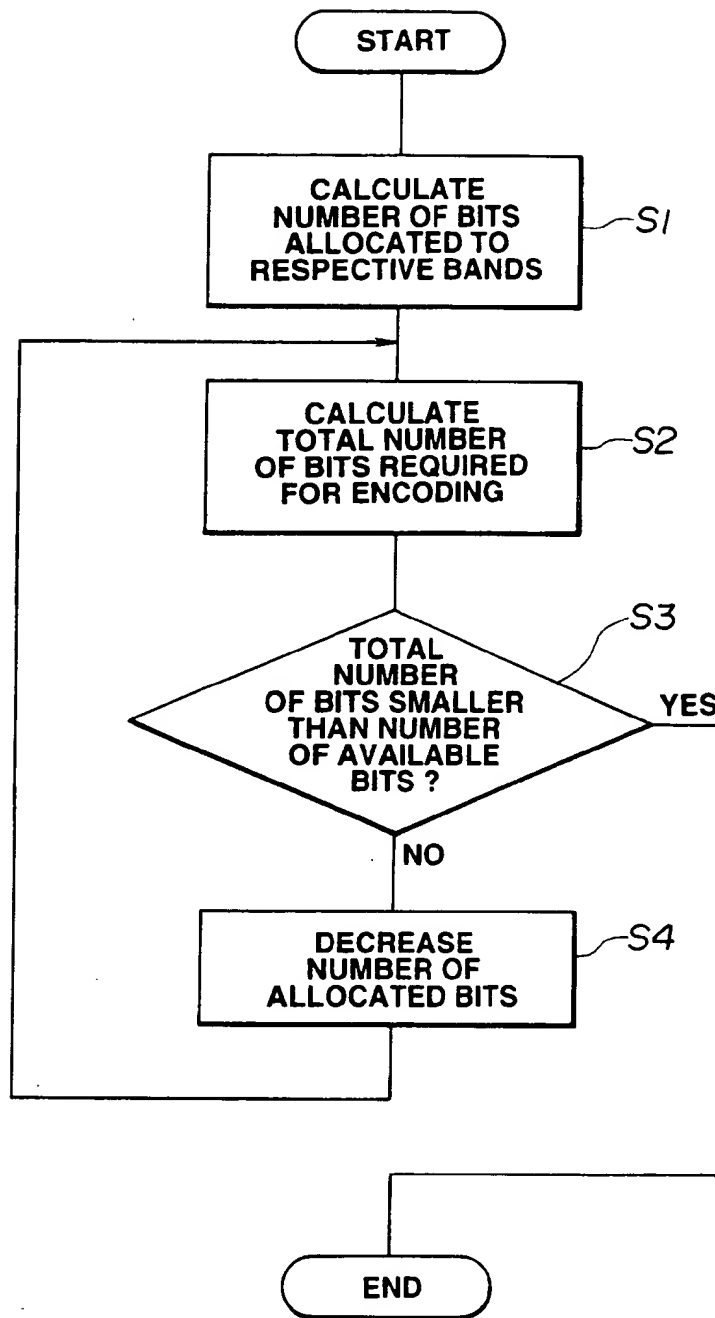 START
CALCULATE
NUMBER OF BITS
ALLOCATED TO
RESPECTIVE BANDS
S1
CALCULATE
TOTAL NUMBER
OF BITS REQUIRED
FOR ENCODING
S2
TOTAL
NUMBER
OF BITS SMALLER
THAN NUMBER
OF AVAILABLE
BITS ?
S3
YES
NO
DECREASE
NUMBER OF
ALLOCATED BITS
S4
END